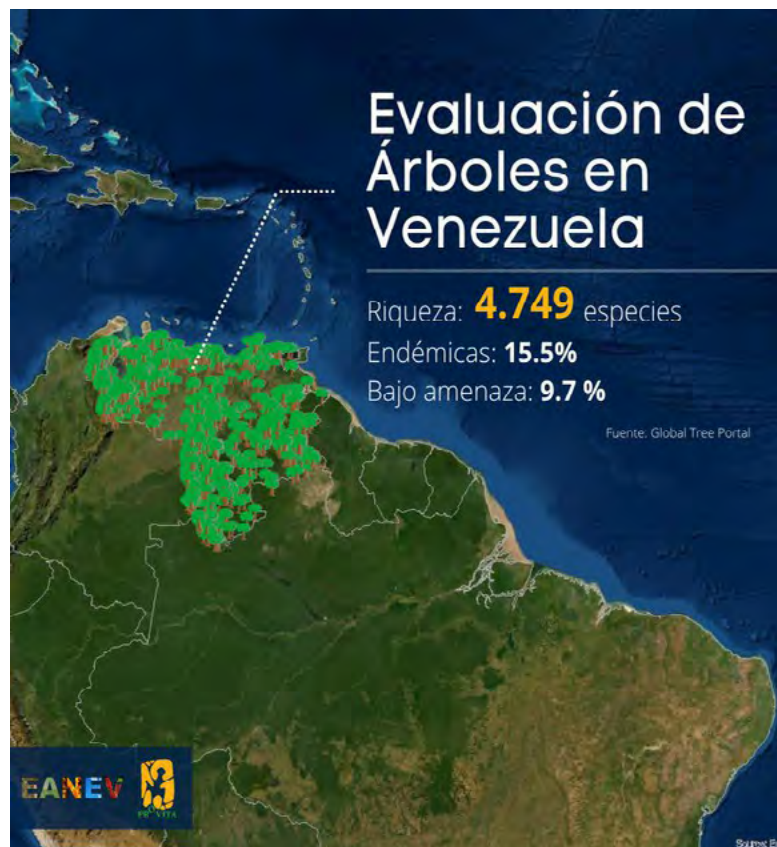 Evaluación de
Árboles en
Venezuela
Riqueza: 4.749 especies
Endémicas: 15.5%
Bajo amenaza: 9.7 %
Fuente. Global Tree Portal
EANEV
PROVITA